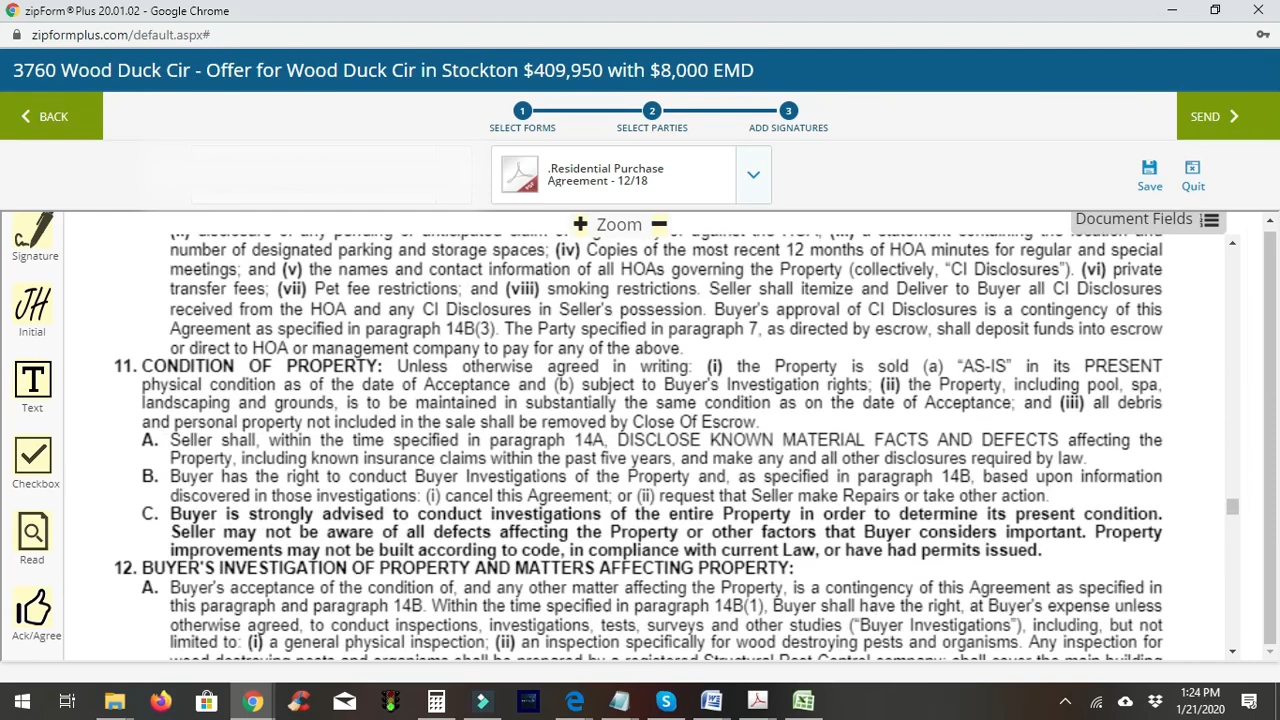 zipForm® Plus 20.01.02 - Google Chrome
zipformplus.com/default.aspx#
3760 Wood Duck Cir - Offer for Wood Duck Cir in Stockton $409,950 with $8,000 EMD
BACK
1
2
3
SELECT FORMS
SELECT PARTIES
ADD SIGNATURES
SEND
.Residential Purchase
Agreement - 12/18
Save
Quit
Zoom
Document Fields
Signature
JH
Initial
T
Text
Checkbox
Read
Ack/Agree
number of designated parking and storage spaces; (iv) Copies of the most recent 12 months of HOA minutes for regular and special
meetings; and (v) the names and contact information of all HOAs governing the Property (collectively, “CI Disclosures”). (vi) private
transfer fees; (vii) Pet fee restrictions; and (viii) smoking restrictions. Seller shall itemize and Deliver to Buyer all CI Disclosures
received from the HOA and any CI Disclosures in Seller's possession. Buyer's approval of CI Disclosures is a contingency of this
Agreement as specified in paragraph 14B(3). The Party specified in paragraph 7, as directed by escrow, shall deposit funds into escrow
or direct to HOA or management company to pay for any of the above.
11. CONDITION OF PROPERTY: Unless otherwise agreed in writing: (i) the Property is sold (a) “AS-IS” in its PRESENT
physical condition as of the date of Acceptance and (b) subject to Buyer's Investigation rights; (ii) the Property, including pool, spa,
landscaping and grounds, is to be maintained in substantially the same condition as on the date of Acceptance; and (iii) all debris
and personal property not included in the sale shall be removed by Close Of Escrow.
A. Seller shall, within the time specified in paragraph 14A, DISCLOSE KNOWN MATERIAL FACTS AND DEFECTS affecting the
Property, including known insurance claims within the past five years, and make any and all other disclosures required by law.
B. Buyer has the right to conduct Buyer Investigations of the Property and, as specified in paragraph 14B, based upon information
discovered in those investigations: (i) cancel this Agreement; or (ii) request that Seller make Repairs or take other action.
C. Buyer is strongly advised to conduct investigations of the entire Property in order to determine its present condition.
Seller may not be aware of all defects affecting the Property or other factors that Buyer considers important. Property
improvements may not be built according to code, in compliance with current Law, or have had permits issued.
12. BUYER'S INVESTIGATION OF PROPERTY AND MATTERS AFFECTING PROPERTY:
A. Buyer's acceptance of the condition of, and any other matter affecting the Property, is a contingency of this Agreement as specified in
this paragraph and paragraph 14B. Within the time specified in paragraph 14B(1), Buyer shall have the right, at Buyer's expense unless
otherwise agreed, to conduct inspections, investigations, tests, surveys and other studies (“Buyer Investigations”), including, but not
limited to: (i) a general physical inspection; (ii) an inspection specifically for wood destroying pests and organisms. Any inspection for
1:24 PM
1/21/2020